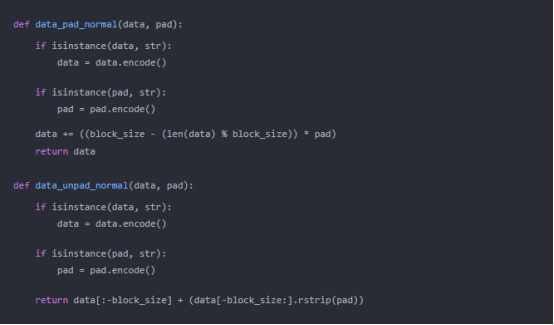 def data_pad_normal(data, pad):
if isinstance(data, str):
data = data.encode()
if isinstance(pad, str):
pad = pad.encode()
data += ((block_size - (len(data) % block_size)) * pad)
return data
def data_unpad_normal(data, pad):
if isinstance(data, str):
data = data.encode()
if isinstance(pad, str):
pad = pad.encode()
return data[:-block_size] + (data[-block_size:].rstrip(pad))